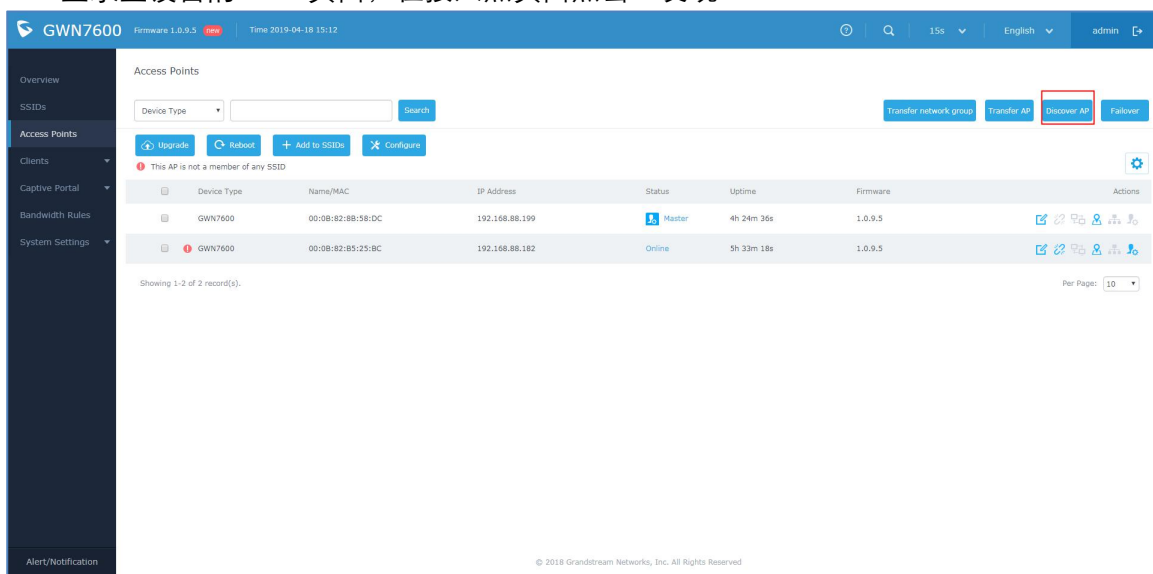 GWN7600 Firmware 1.0.9.5 new Time 2019-04-18 15:12 15s English admin
Overview
SSIDs
Access Points
Clients
Captive Portal
Bandwidth Rules
System Settings
Alert/Notification
Access Points
Device Type Search Transfer network group Transfer AP Discover AP Failover
Upgrade Reboot + Add to SSIDs Configure
This AP is not a member of any SSID
Device Type Name/MAC IP Address Status Uptime Firmware Actions
GWN7600 00:0B:82:8B:58:DC 192.168.88.199 Master 4h 24m 36s 1.0.9.5
GWN7600 00:0B:82:B5:25:BC 192.168.88.182 Online 5h 33m 18s 1.0.9.5
Showing 1-2 of 2 record(s). Per Page: 10
© 2018 Grandstream Networks, Inc. All Rights Reserved